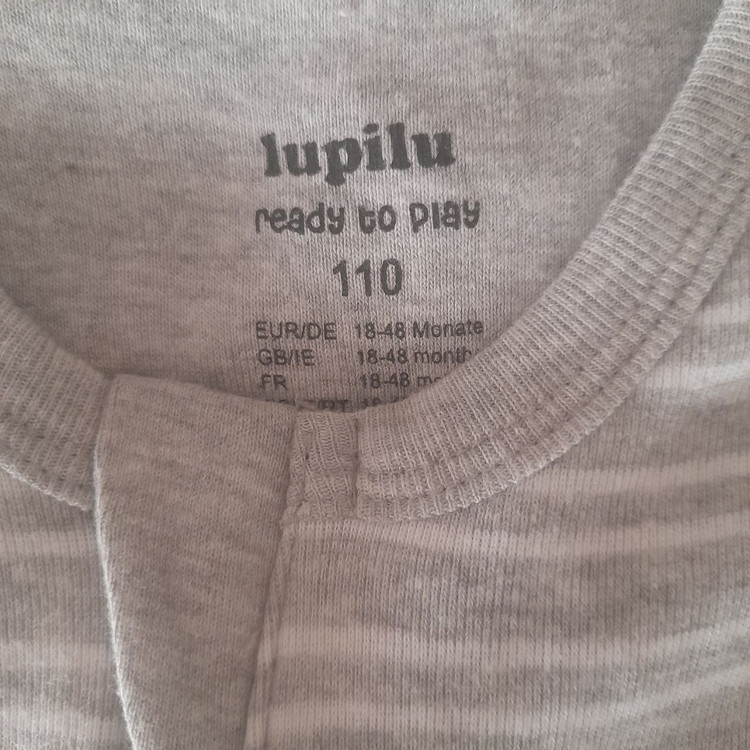 lupilu
ready to play
110
EUR/DE 18-48 Monate
GB/IE 18-48 month
FR 18-48